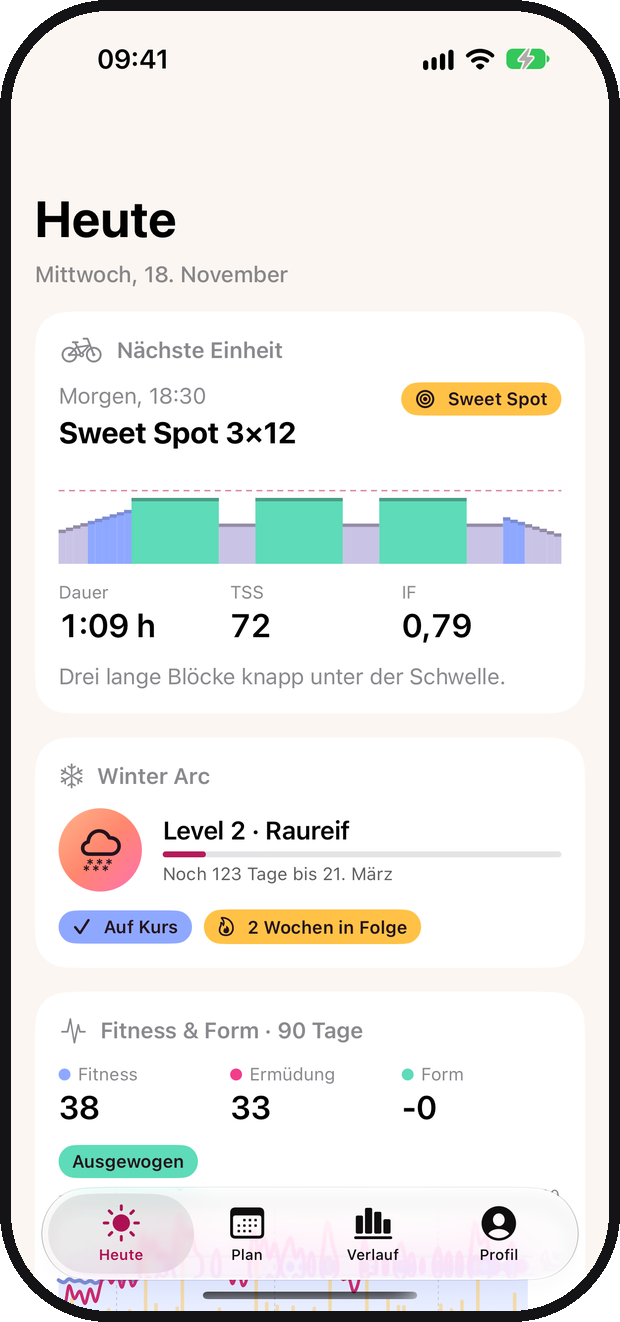 09:41
Heute
Mittwoch, 18. November
Nächste Einheit
Morgen, 18:30
Sweet Spot
Sweet Spot 3×12
Dauer TSS IF
1:09 h 72 0,79
Drei lange Blöcke knapp unter der Schwelle.
Winter Arc
Level 2 · Raureif
Noch 123 Tage bis 21. März
Auf Kurs 2 Wochen in Folge
Fitness & Form · 90 Tage
Fitness Ermüdung Form
38 33 -0
Ausgewogen
Heute Plan Verlauf Profil